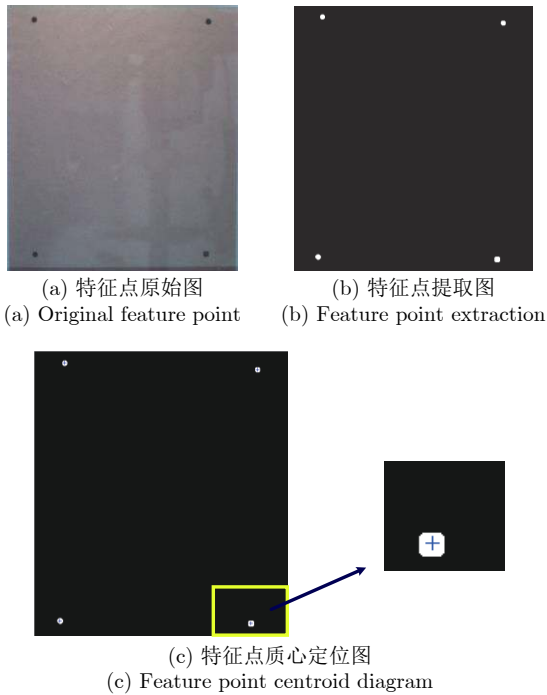 (a) 特征点原始图
(a) Original feature point
(b) 特征点提取图
(b) Feature point extraction
(c) 特征点质心定位图
(c) Feature point centroid diagram